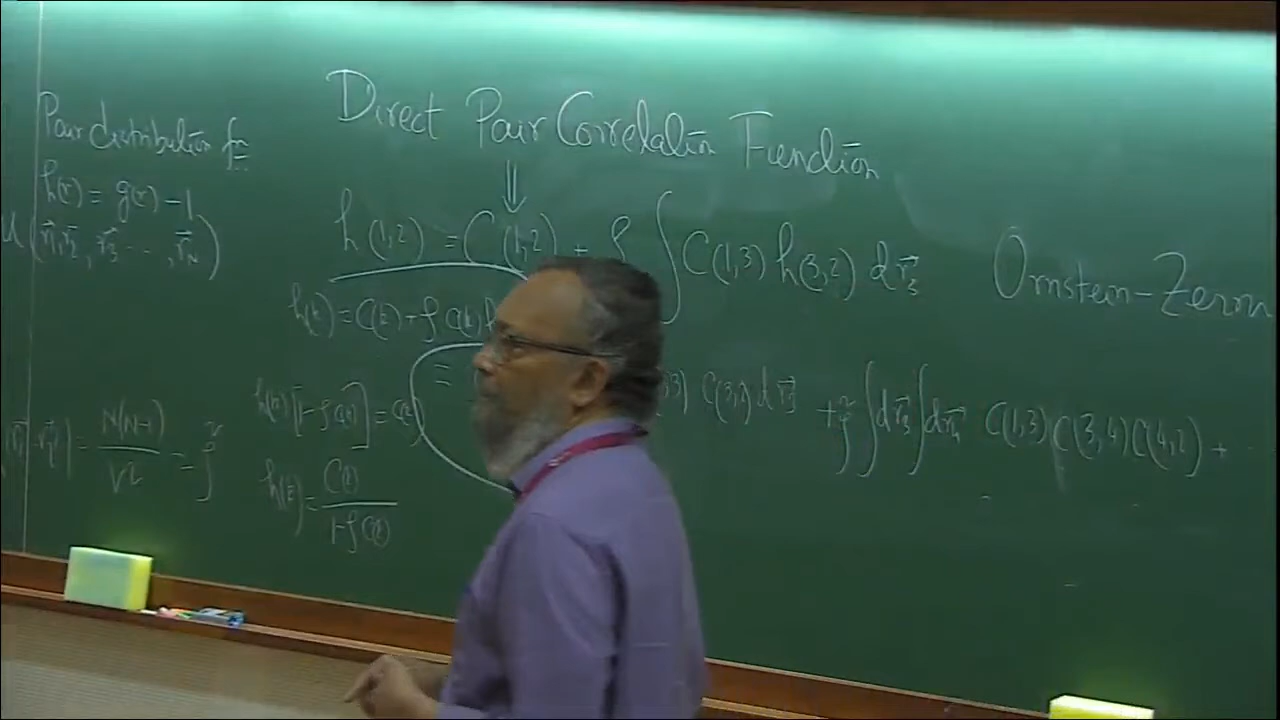 Pair distribution fn
h(r) = g(r) - 1
U(r⃗1, r⃗2, r⃗3 ..., r⃗N)
= N(N-1) / V² = ρ²
Direct Pair Correlation Function
h(1,2) = C(1,2) + ρ ∫ C(1,3) h(3,2) dr⃗3
h(k) = C(k) + ρ C(k) h
=
C(3,2) dr⃗3 + ρ² ∫ dr⃗3 ∫ dr⃗4 C(1,3) C(3,4) C(4,2) + ...
h(k) [1 - ρ C(k)] = C(k)
h(k) = C(k) / 1 - ρ C(k)
Ornstein-Zern